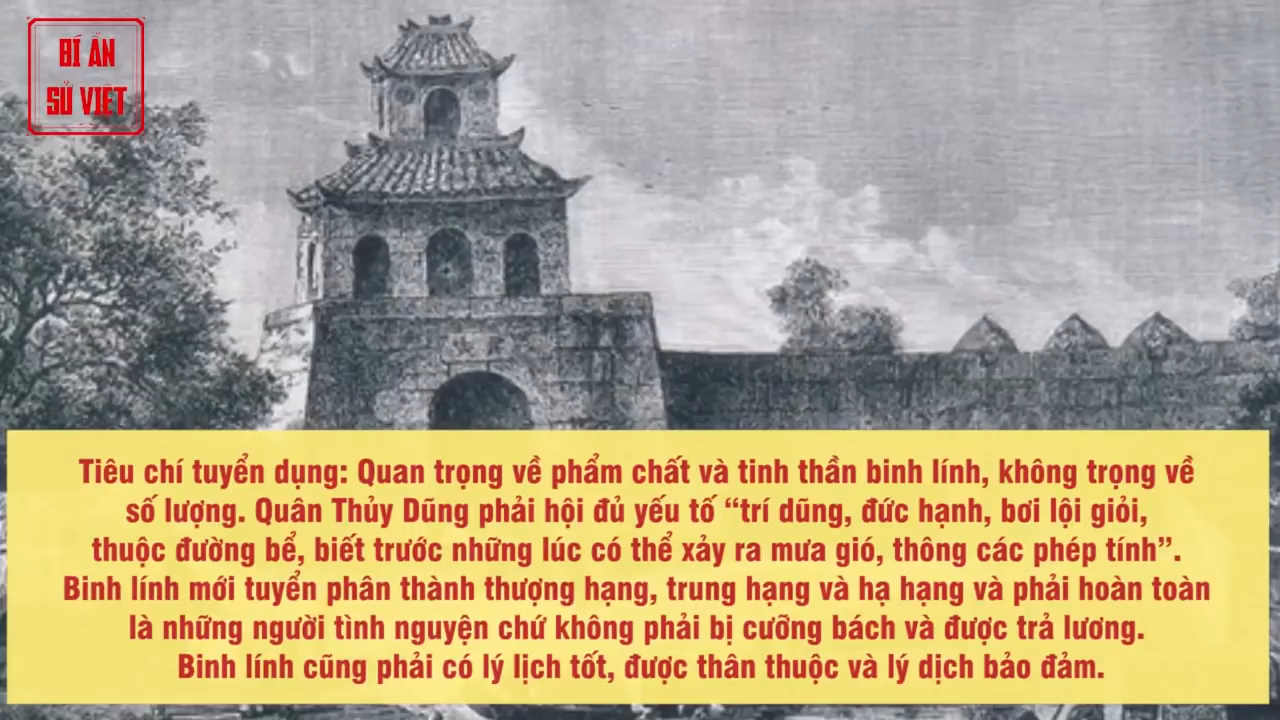 BÍ ẨN
SỬ VIỆT
Tiêu chí tuyển dụng: Quan trọng về phẩm chất và tinh thần binh lính, không trọng về
số lượng. Quân Thủy Dũng phải hội đủ yếu tố “trí dũng, đức hạnh, bơi lội giỏi,
thuộc đường bể, biết trước những lúc có thể xảy ra mưa gió, thông các phép tính”.
Binh lính mới tuyển phân thành thượng hạng, trung hạng và hạ hạng và phải hoàn toàn
là những người tình nguyện chứ không phải bị cưỡng bách và được trả lương.
Binh lính cũng phải có lý lịch tốt, được thân thuộc và lý dịch bảo đảm.